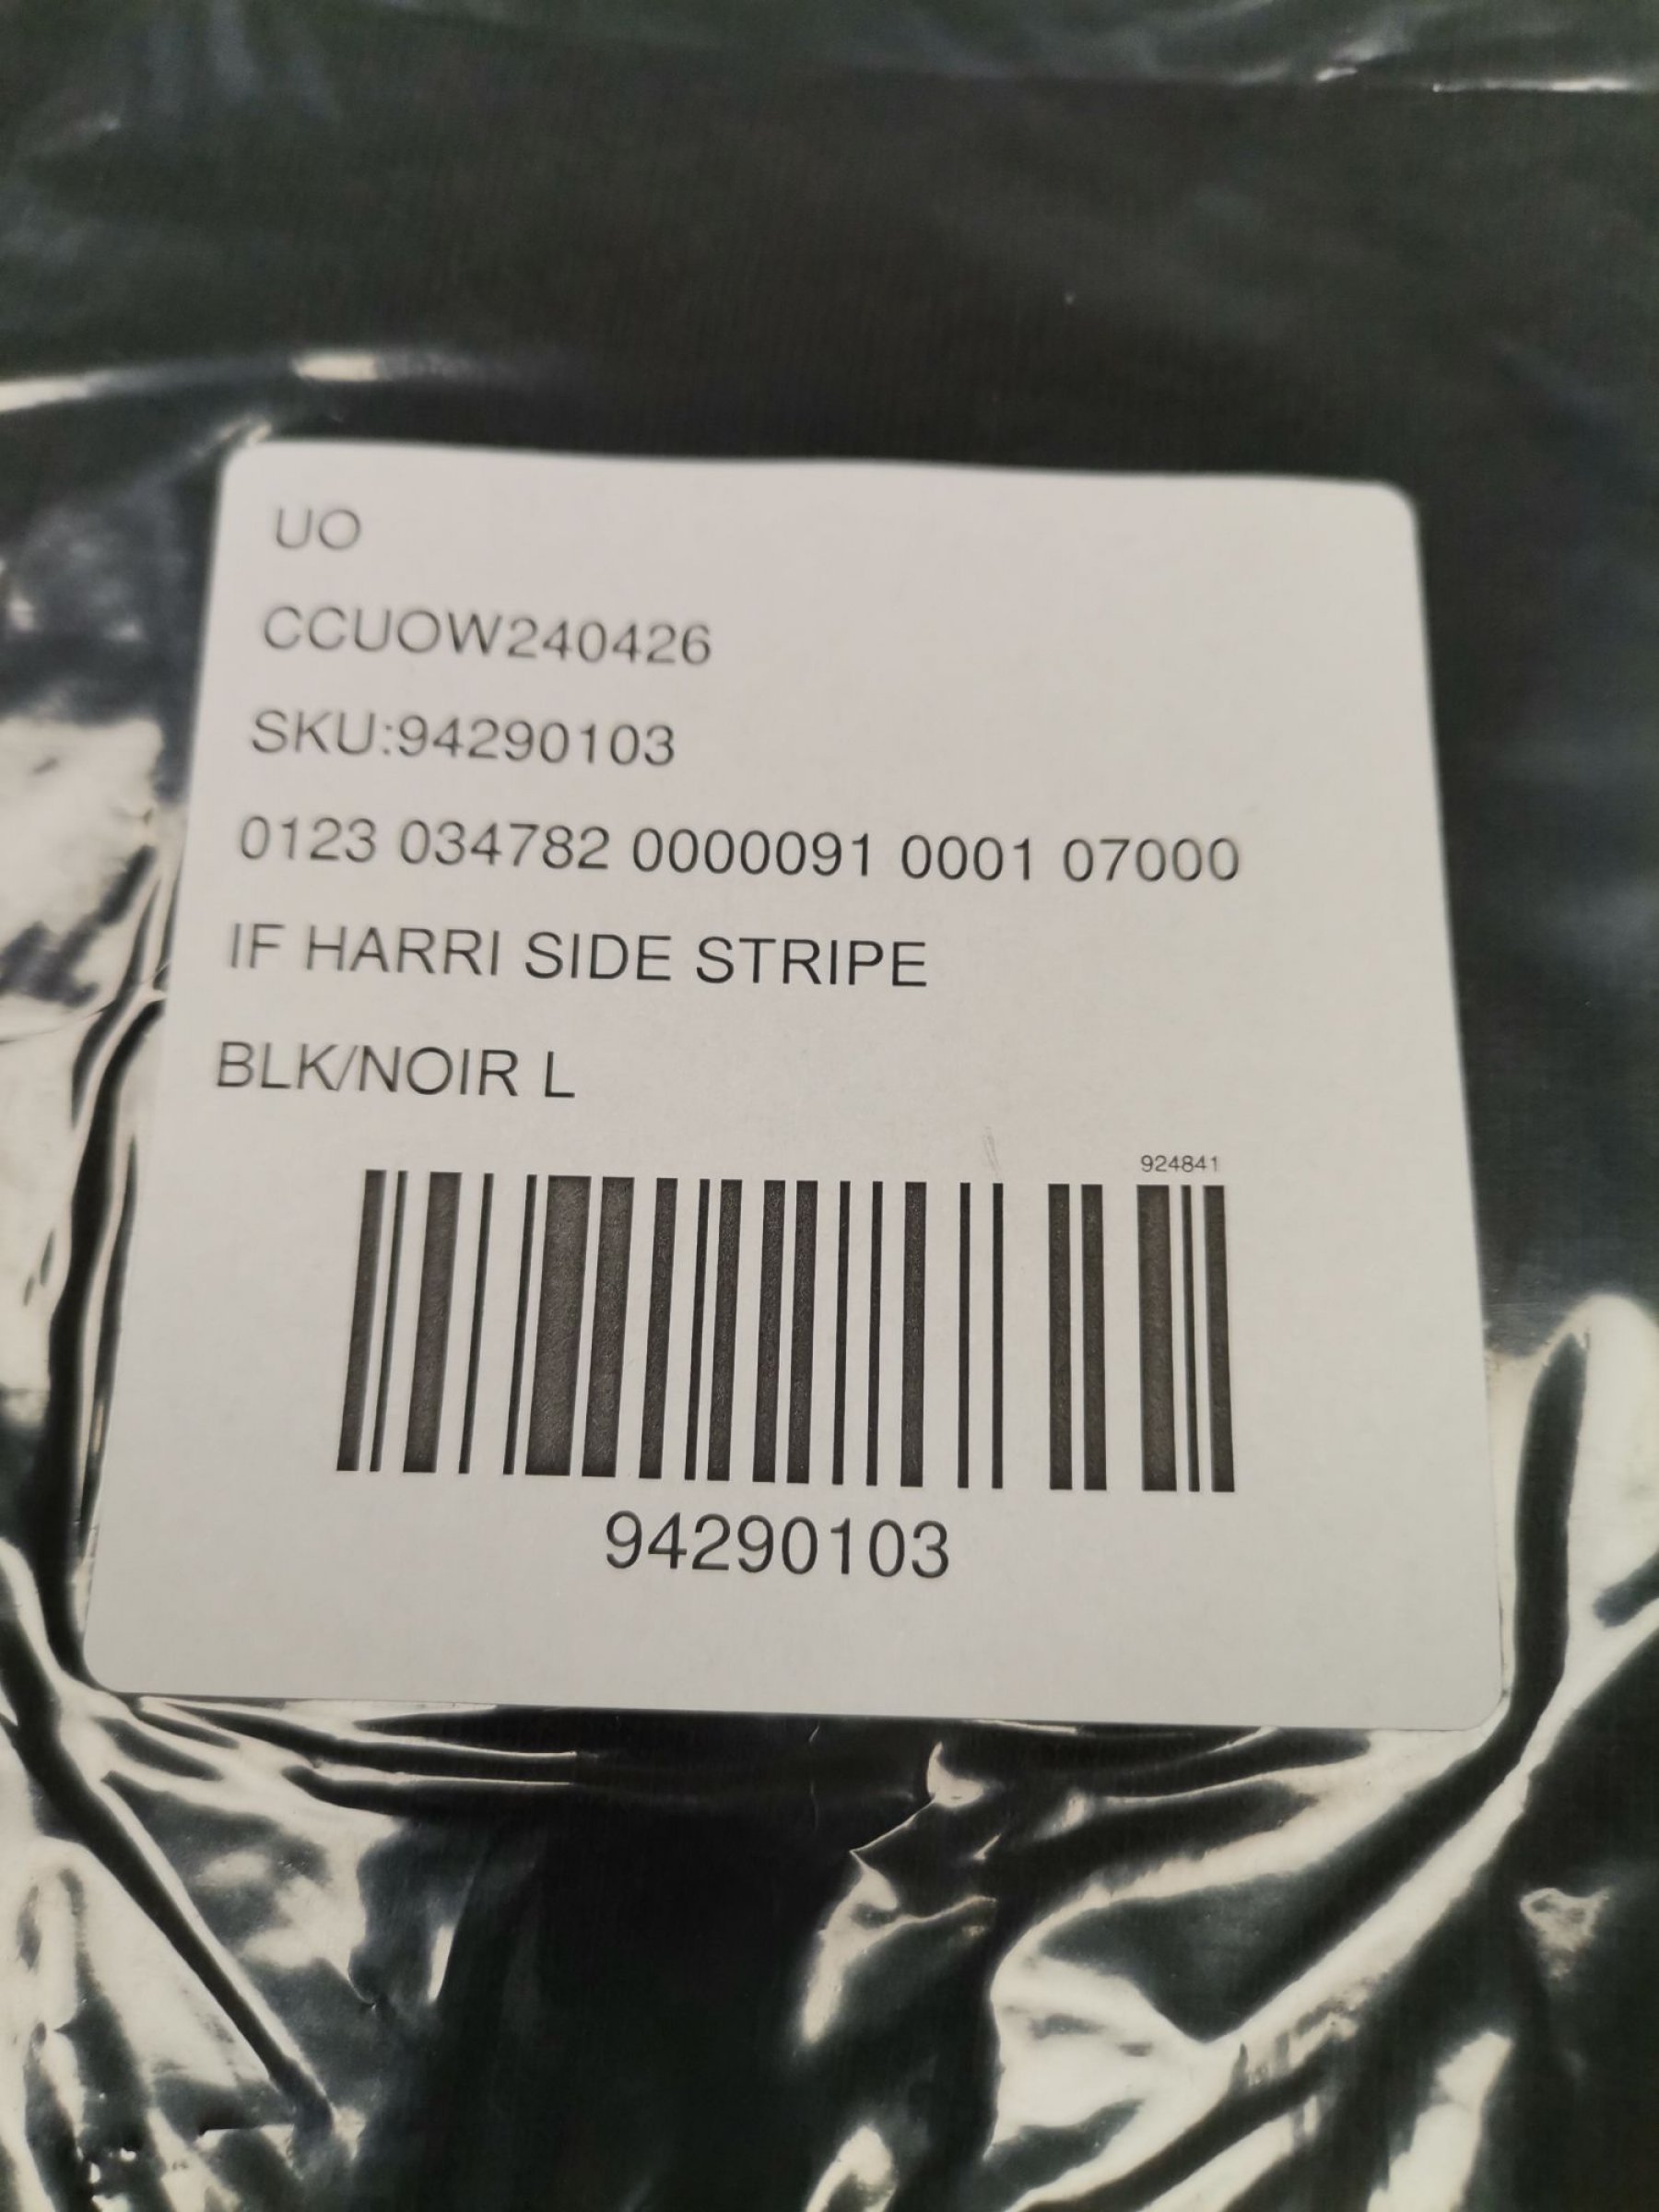 UO
CCUOW240426
SKU:94290103
0123 034782 0000091 0001 07000
IF HARRI SIDE STRIPE
BLK/NOIR L
924841
94290103